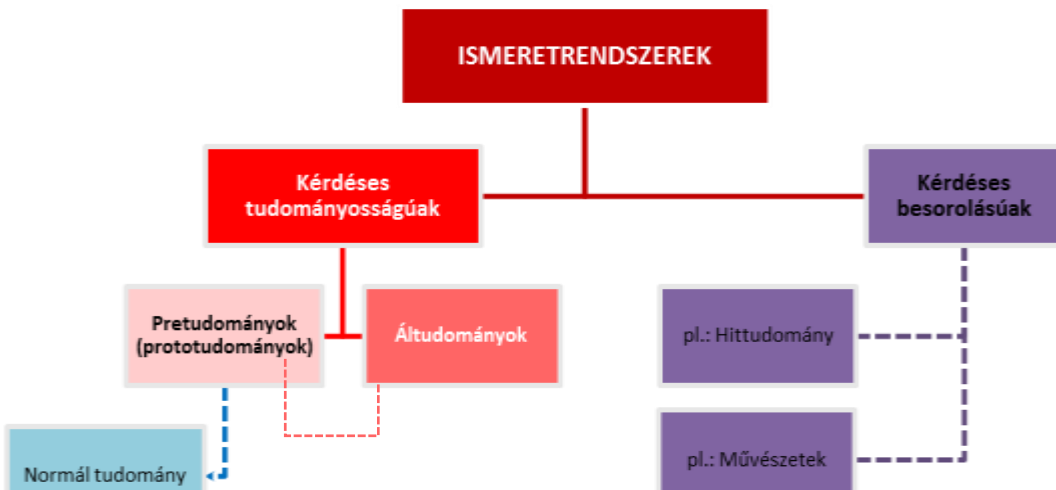 ISMERETRENDSZEREK
Kérdéses
tudományosságúak
Kérdéses
besorolásúak
Pretudományok
(prototudományok)
Áltudományok
pl.: Hittudomány
Normál tudomány
pl.: Művészetek